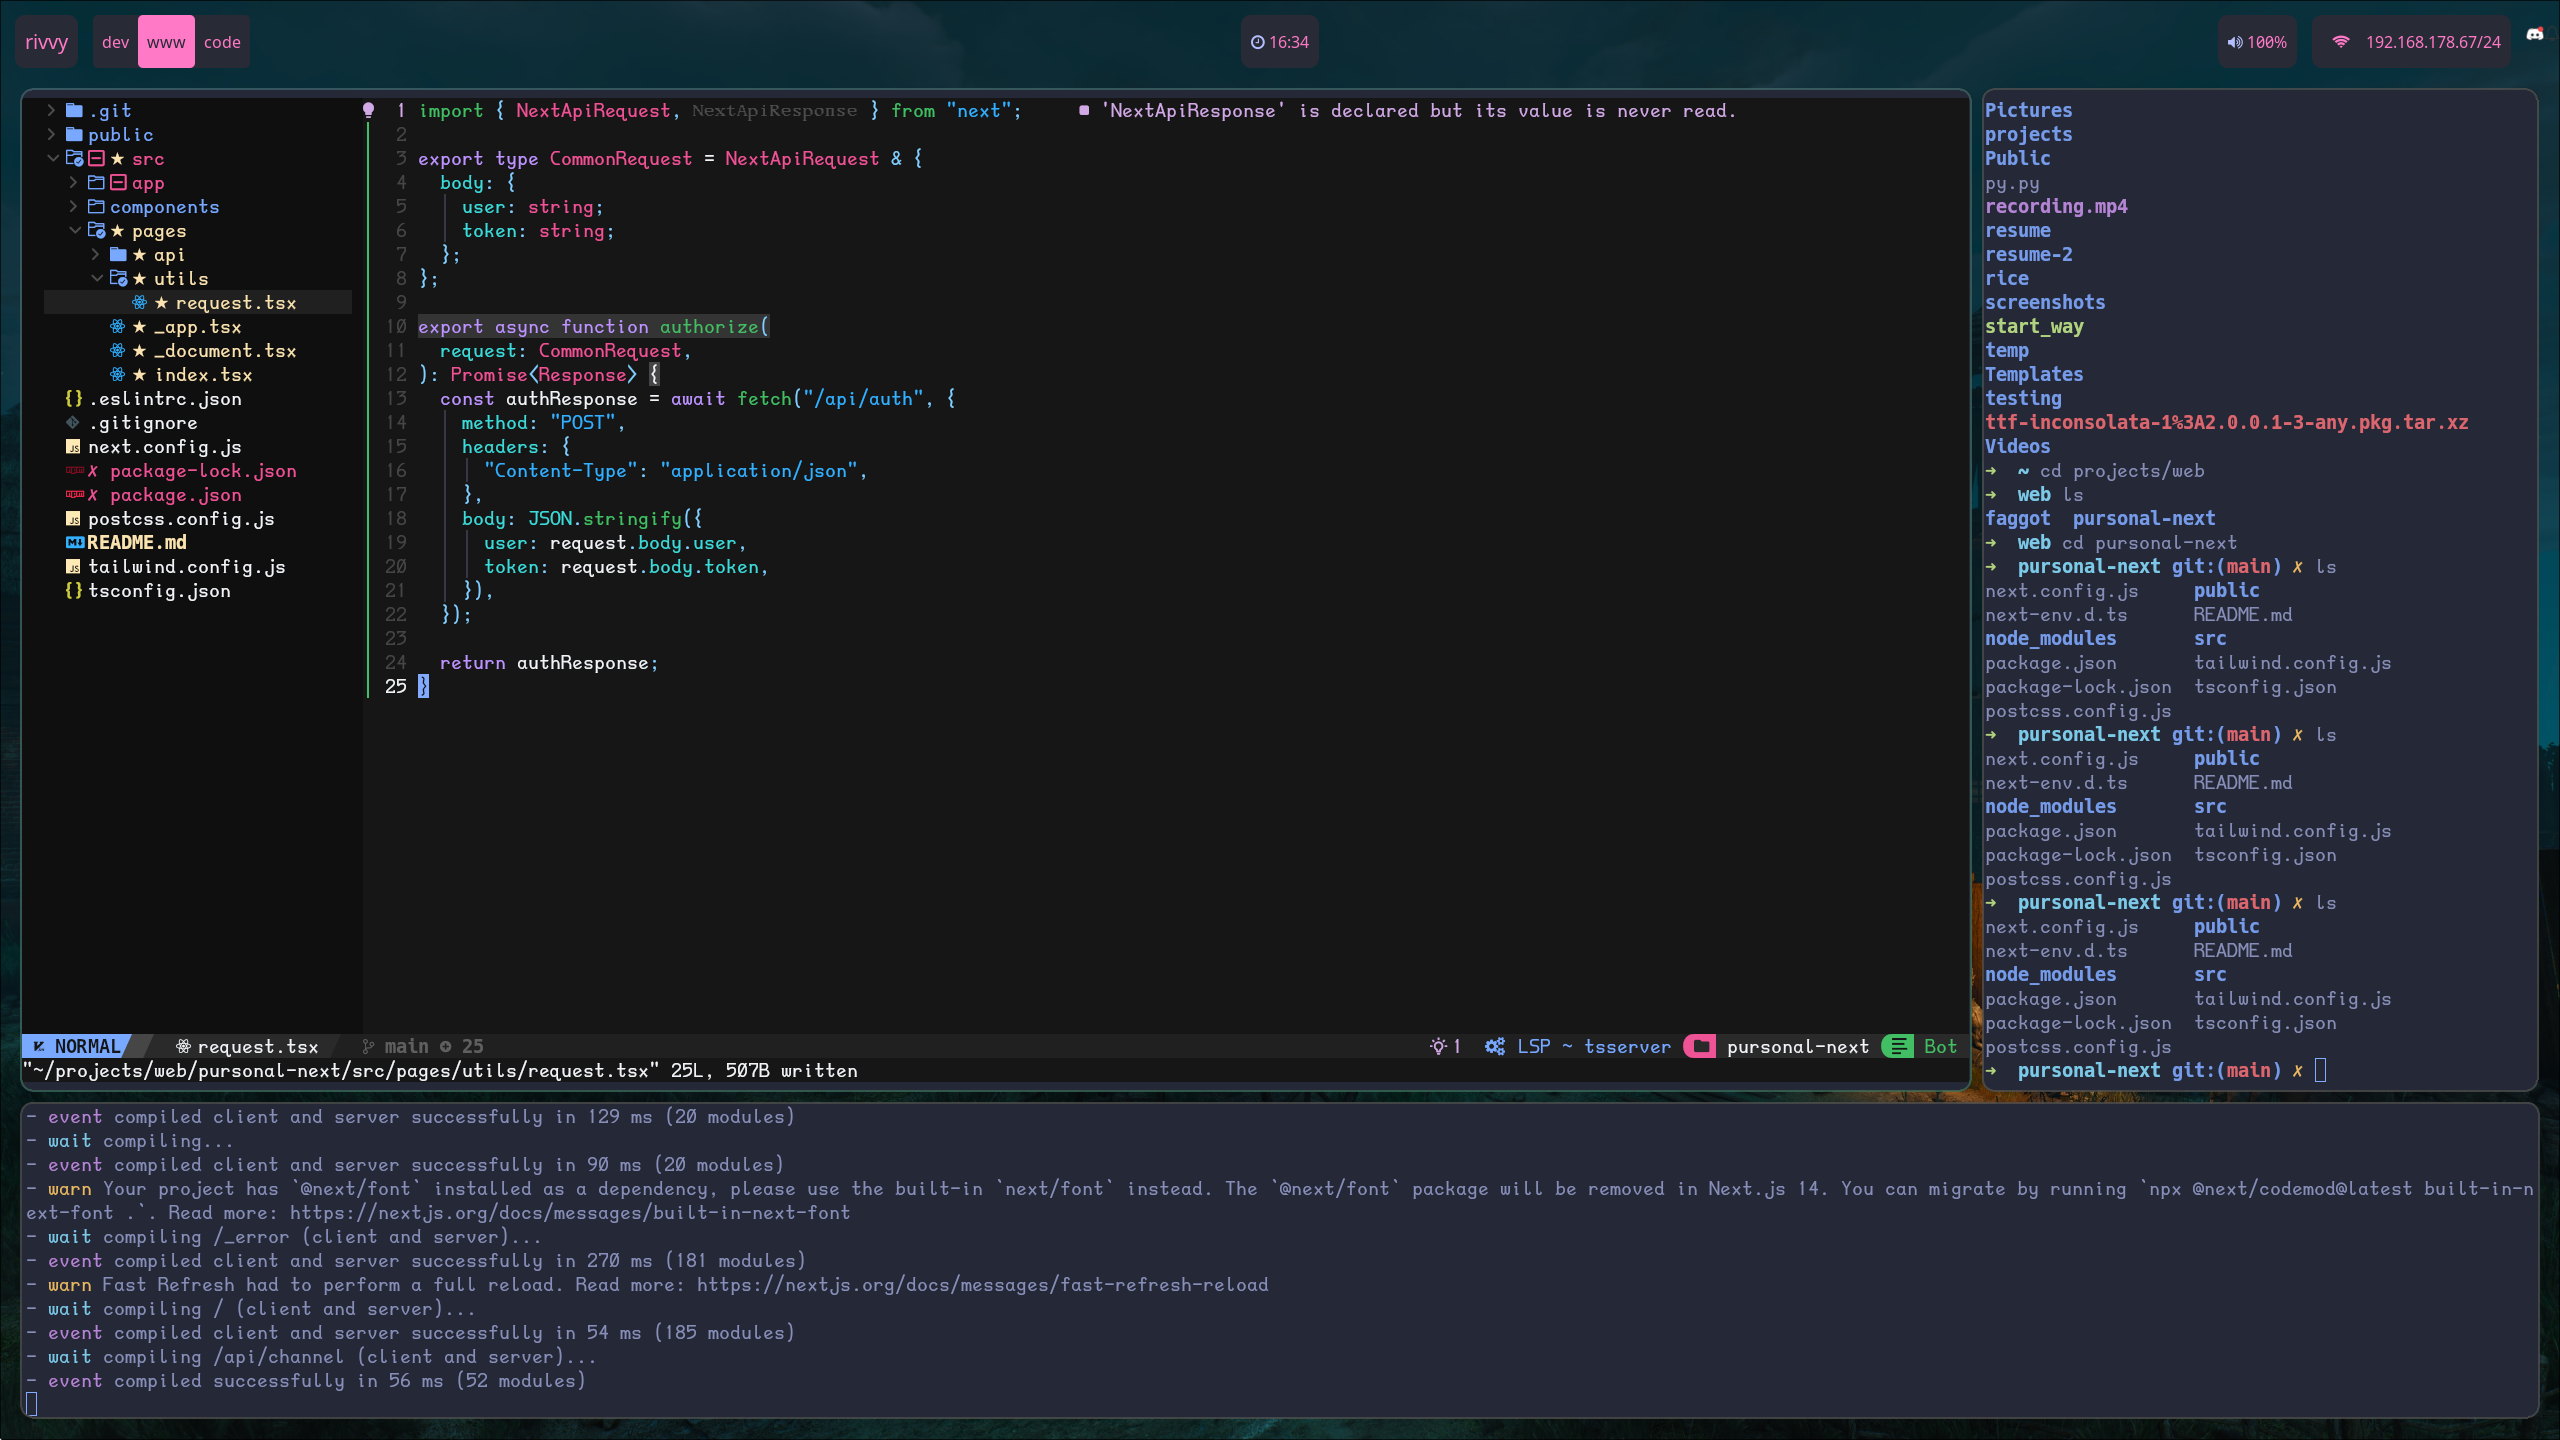 rivvy dev www code 16:34 100% 192.168.178.67/24
.git
public
src
app
components
pages
api
utils
request.tsx
_app.tsx
_document.tsx
index.tsx
.eslintrc.json
.gitignore
next.config.js
package-lock.json
package.json
postcss.config.js
README.md
tailwind.config.js
tsconfig.json
1 import { NextApiRequest, NextApiResponse } from "next"; 'NextApiResponse' is declared but its value is never read.
2
3 export type CommonRequest = NextApiRequest & {
4 body: {
5 user: string;
6 token: string;
7 };
8 };
9
10 export async function authorize(
11 request: CommonRequest,
12 ): Promise<Response> {
13 const authResponse = await fetch("/api/auth", {
14 method: "POST",
15 headers: {
16 "Content-Type": "application/json",
17 },
18 body: JSON.stringify({
19 user: request.body.user,
20 token: request.body.token,
21 }),
22 });
23
24 return authResponse;
25 }
NORMAL request.tsx main 25 1 LSP ~ tsserver pursonal-next Bot
"~/projects/web/pursonal-next/src/pages/utils/request.tsx" 25L, 507B written
Pictures
projects
Public
py.py
recording.mp4
resume
resume-2
rice
screenshots
start_way
temp
Templates
testing
ttf-inconsolata-1%3A2.0.0.1-3-any.pkg.tar.xz
Videos
➜ ~ cd projects/web
➜ web ls
faggot pursonal-next
➜ web cd pursonal-next
➜ pursonal-next git:(main) ✗ ls
next.config.js public
next-env.d.ts README.md
node_modules src
package.json tailwind.config.js
package-lock.json tsconfig.json
postcss.config.js
➜ pursonal-next git:(main) ✗ ls
next.config.js public
next-env.d.ts README.md
node_modules src
package.json tailwind.config.js
package-lock.json tsconfig.json
postcss.config.js
➜ pursonal-next git:(main) ✗ ls
next.config.js public
next-env.d.ts README.md
node_modules src
package.json tailwind.config.js
package-lock.json tsconfig.json
postcss.config.js
➜ pursonal-next git:(main) ✗
- event compiled client and server successfully in 129 ms (20 modules)
- wait compiling...
- event compiled client and server successfully in 90 ms (20 modules)
- warn Your project has `@next/font` installed as a dependency, please use the built-in `next/font` instead. The `@next/font` package will be removed in Next.js 14. You can migrate by running `npx @next/codemod@latest built-in-n
ext-font .`. Read more: https://nextjs.org/docs/messages/built-in-next-font
- wait compiling /_error (client and server)...
- event compiled client and server successfully in 270 ms (181 modules)
- warn Fast Refresh had to perform a full reload. Read more: https://nextjs.org/docs/messages/fast-refresh-reload
- wait compiling / (client and server)...
- event compiled client and server successfully in 54 ms (185 modules)
- wait compiling /api/channel (client and server)...
- event compiled successfully in 56 ms (52 modules)